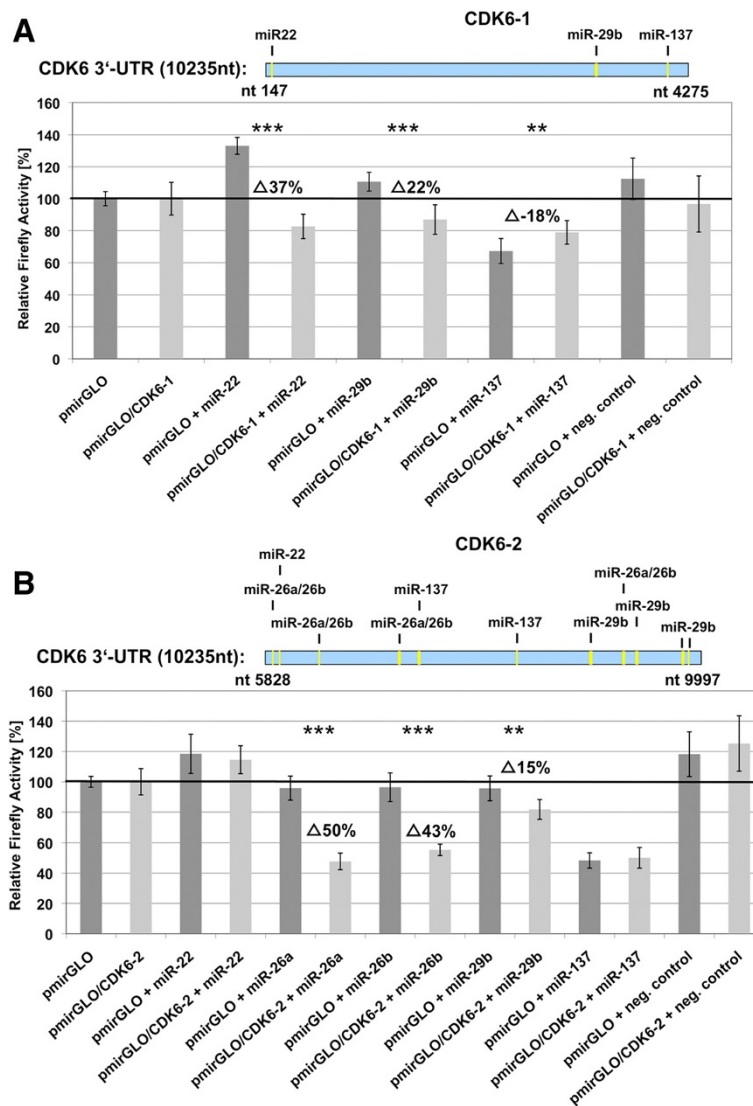 A
CDK6-1
miR22
miR-29b
miR-137
CDK6 3‘-UTR (10235nt):
nt 147
nt 4275
Relative Firefly Activity [%]
160
140
120
100
80
60
40
20
0
***
***
**
△37%
△22%
△-18%
pmirGLO
pmirGLO/CDK6-1
pmirGLO + miR-22
pmirGLO/CDK6-1 + miR-22
pmirGLO + miR-29b
pmirGLO/CDK6-1 + miR-29b
pmirGLO + miR-137
pmirGLO/CDK6-1 + miR-137
pmirGLO + neg. control
pmirGLO/CDK6-1 + neg. control
B
CDK6-2
miR-22
miR-26a/26b
miR-26a/26b
miR-137
miR-26a/26b
miR-137
miR-26a/26b
miR-29b
miR-29b
miR-29b
CDK6 3‘-UTR (10235nt):
nt 5828
nt 9997
Relative Firefly Activity [%]
160
140
120
100
80
60
40
20
0
***
***
**
△50%
△43%
△15%
pmirGLO
pmirGLO/CDK6-2
pmirGLO + miR-22
pmirGLO/CDK6-2 + miR-22
pmirGLO + miR-26a
pmirGLO/CDK6-2 + miR-26a
pmirGLO + miR-26b
pmirGLO/CDK6-2 + miR-26b
pmirGLO + miR-29b
pmirGLO/CDK6-2 + miR-29b
pmirGLO + miR-137
pmirGLO/CDK6-2 + miR-137
pmirGLO + neg. control
pmirGLO/CDK6-2 + neg. control